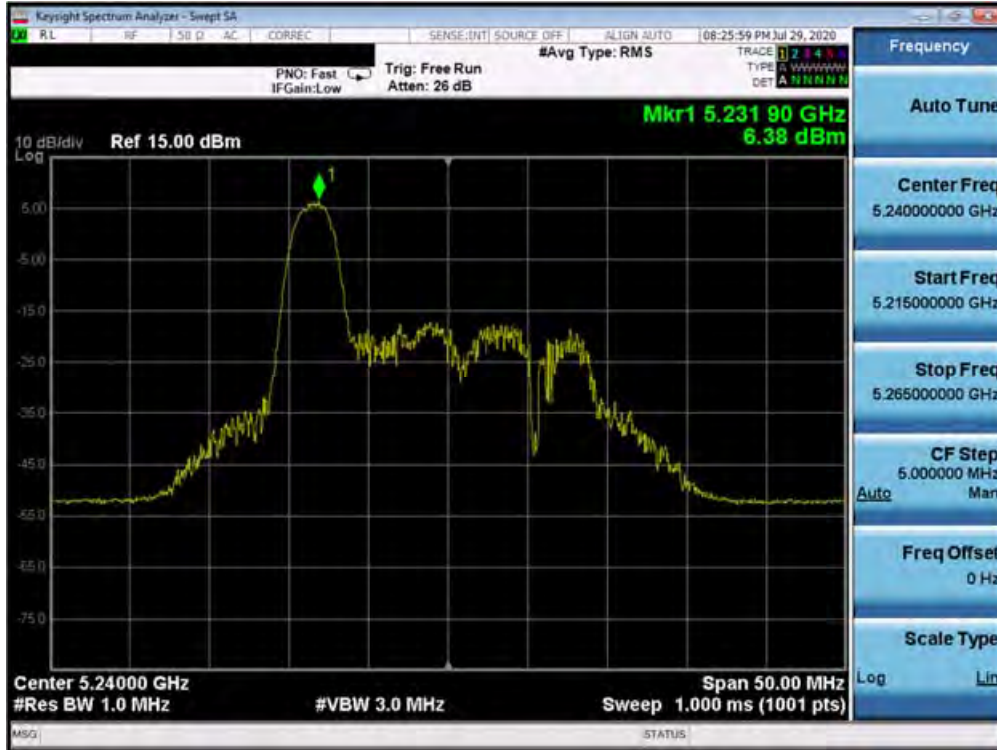 Keysight Spectrum Analyzer - Swept SA
RL RF 50 Ω AC CORREC SENSE:INT SOURCE OFF ALIGN AUTO 08:25:59 PM Jul 29, 2020
#Avg Type: RMS
TRACE 1 2 3 4 5 6
PNO: Fast Trig: Free Run
TYPE A
IFGain:Low Atten: 26 dB
DET A N N N N N
Mkr1 5.231 90 GHz
6.38 dBm
10 dB/div Ref 15.00 dBm
Log
1
5.00
-5.00
-15.0
-25.0
-35.0
-45.0
-55.0
-65.0
-75.0
Center 5.24000 GHz Span 50.00 MHz
#Res BW 1.0 MHz #VBW 3.0 MHz Sweep 1.000 ms (1001 pts)
MSG STATUS
Frequency
Auto Tune
Center Freq
5.240000000 GHz
Start Freq
5.215000000 GHz
Stop Freq
5.265000000 GHz
CF Step
5.000000 MHz
Auto Man
Freq Offset
0 Hz
Scale Type
Log Lin